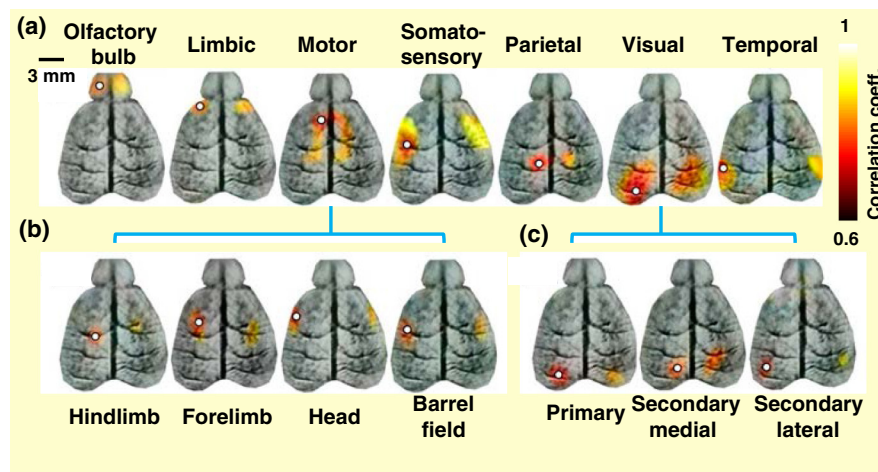 (a)
Olfactory
bulb
Limbic
Motor
Somato-
sensory
Parietal
Visual
Temporal
3 mm
1
Correlation coeff.
0.6
(b)
(c)
Hindlimb
Forelimb
Head
Barrel
field
Primary
Secondary
medial
Secondary
lateral